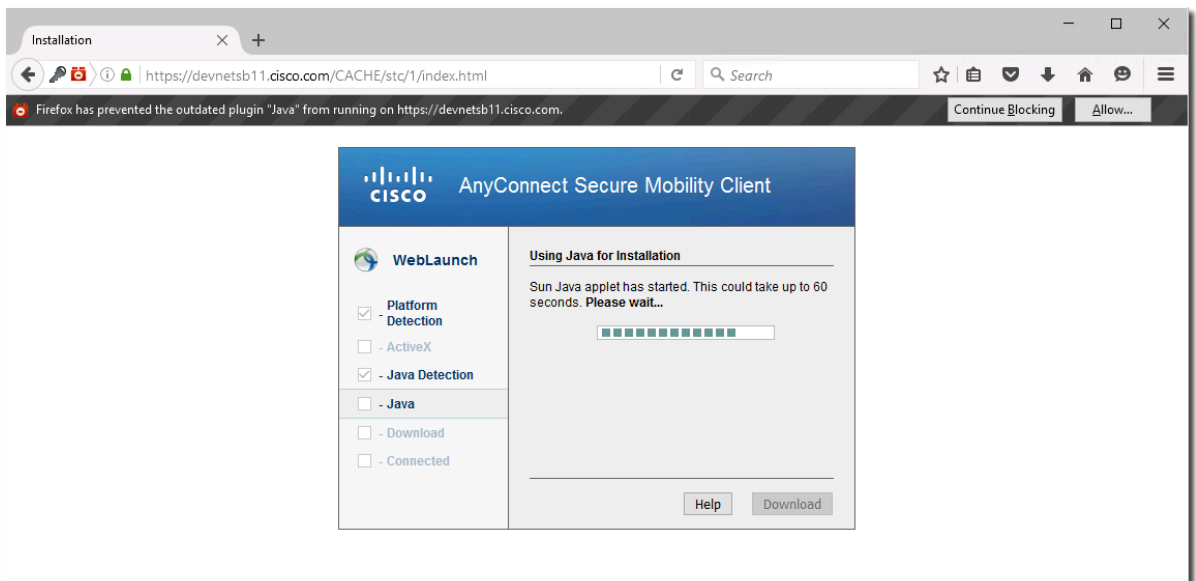 Installation
https://devnetsb11.cisco.com/CACHE/stc/1/index.html
Search
Firefox has prevented the outdated plugin "Java" from running on https://devnetsb11.cisco.com.
Continue Blocking
Allow...
CISCO
AnyConnect Secure Mobility Client
WebLaunch
- Platform
Detection
- ActiveX
- Java Detection
- Java
- Download
- Connected
Using Java for Installation
Sun Java applet has started. This could take up to 60
seconds. Please wait...
Help
Download